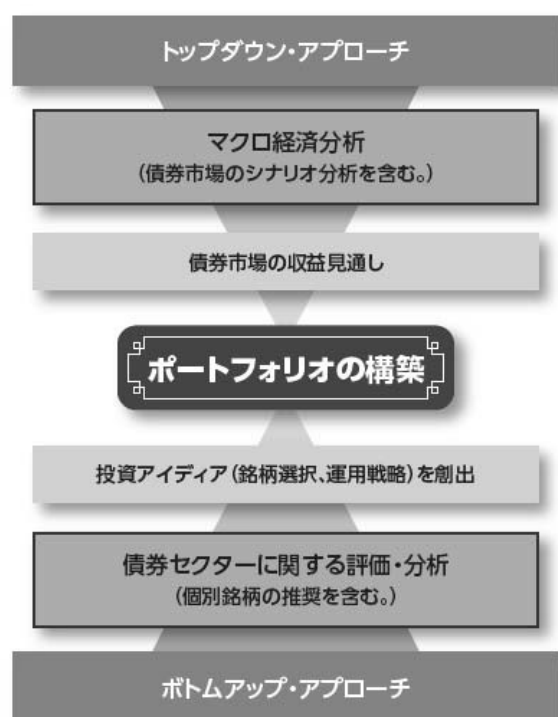 トップダウン・アプローチ
マクロ経済分析
(債券市場のシナリオ分析を含む。)
債券市場の収益見通し
ポートフォリオの構築
投資アイディア(銘柄選択、運用戦略)を創出
債券セクターに関する評価・分析
(個別銘柄の推奨を含む。)
ボトムアップ・アプローチ